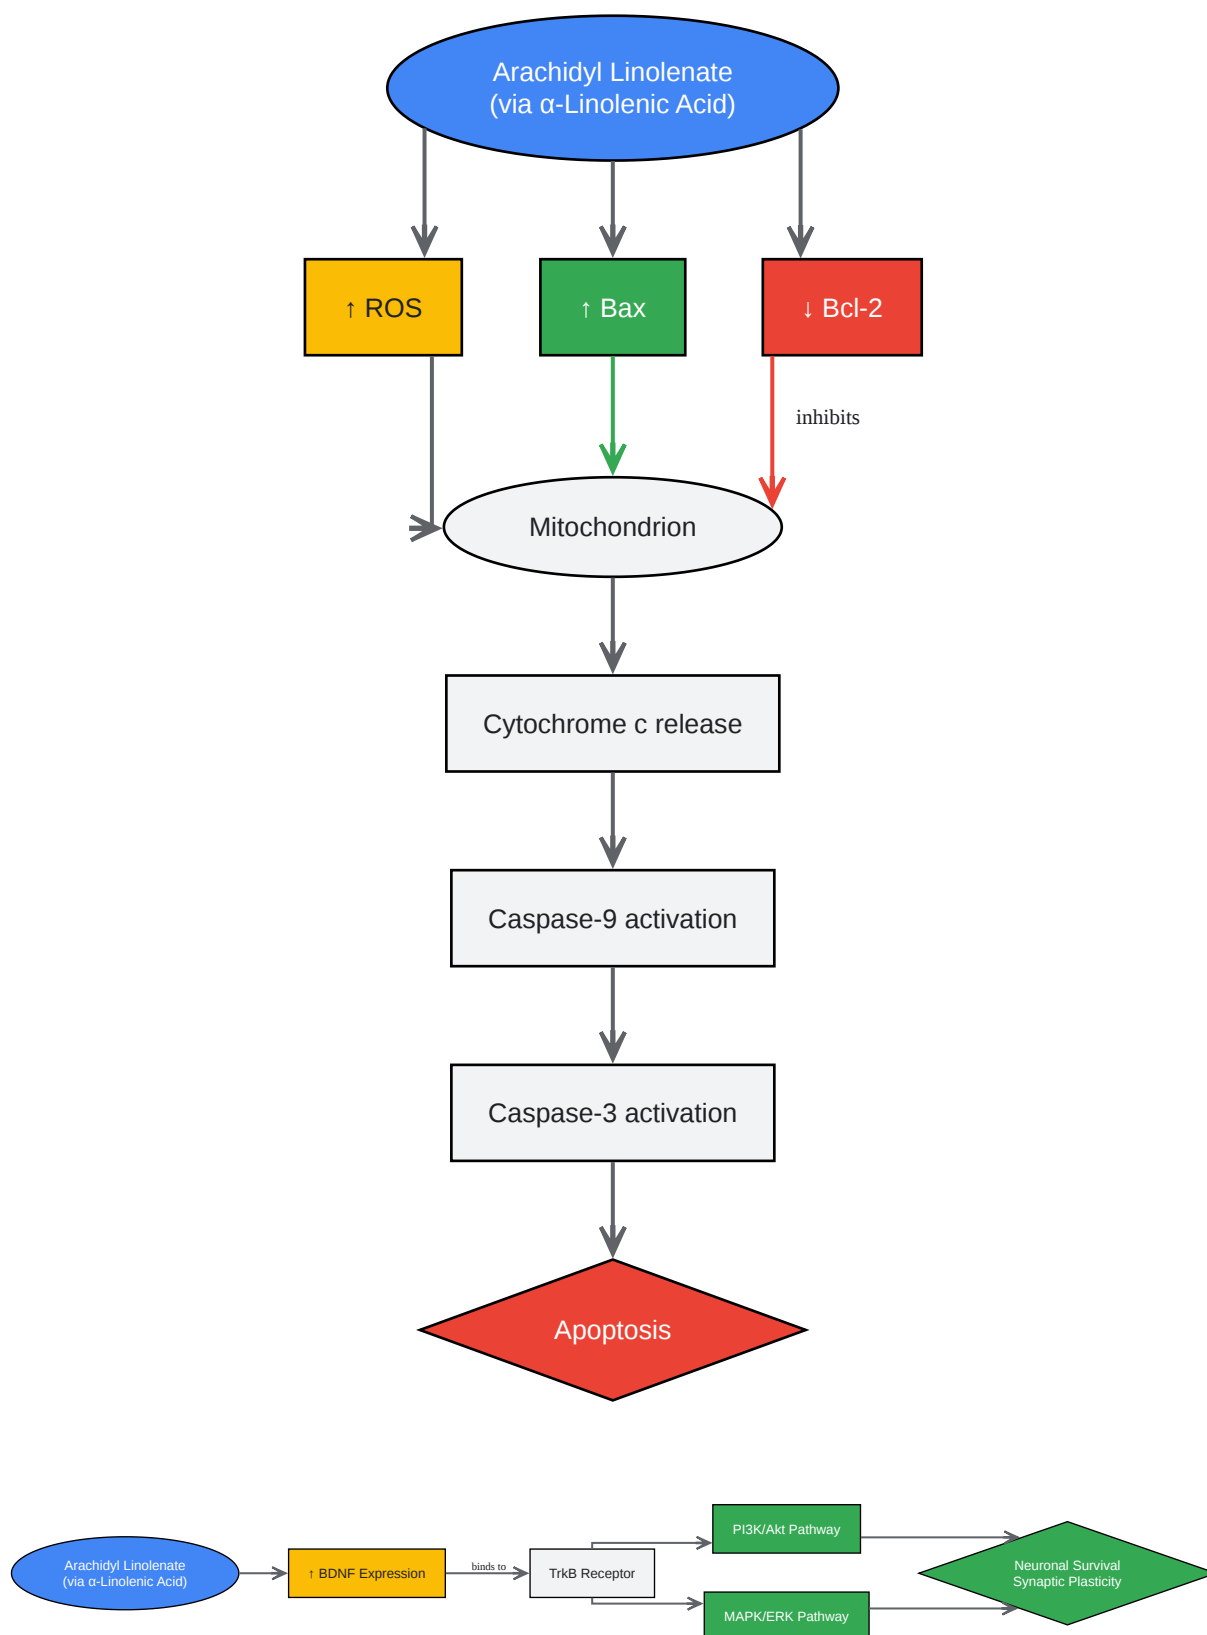 Arachidyl Linolenate
(via α-Linolenic Acid)
↑ ROS
↑ Bax
↓ Bcl-2
inhibits
Mitochondrion
Cytochrome c release
Caspase-9 activation
Caspase-3 activation
Apoptosis
Arachidyl Linolenate
(via α-Linolenic Acid)
↑ BDNF Expression
binds to
TrkB Receptor
PI3K/Akt Pathway
MAPK/ERK Pathway
Neuronal Survival
Synaptic Plasticity